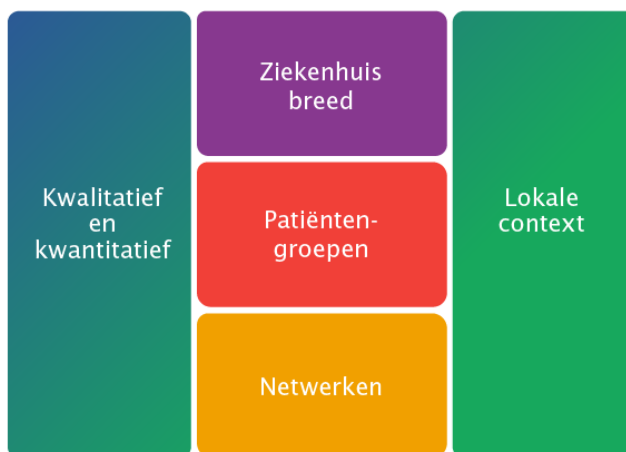 Kwalitatief
en
kwantitatief
Ziekenhuis
breed
Patiënten-
groepen
Netwerken
Lokale
context